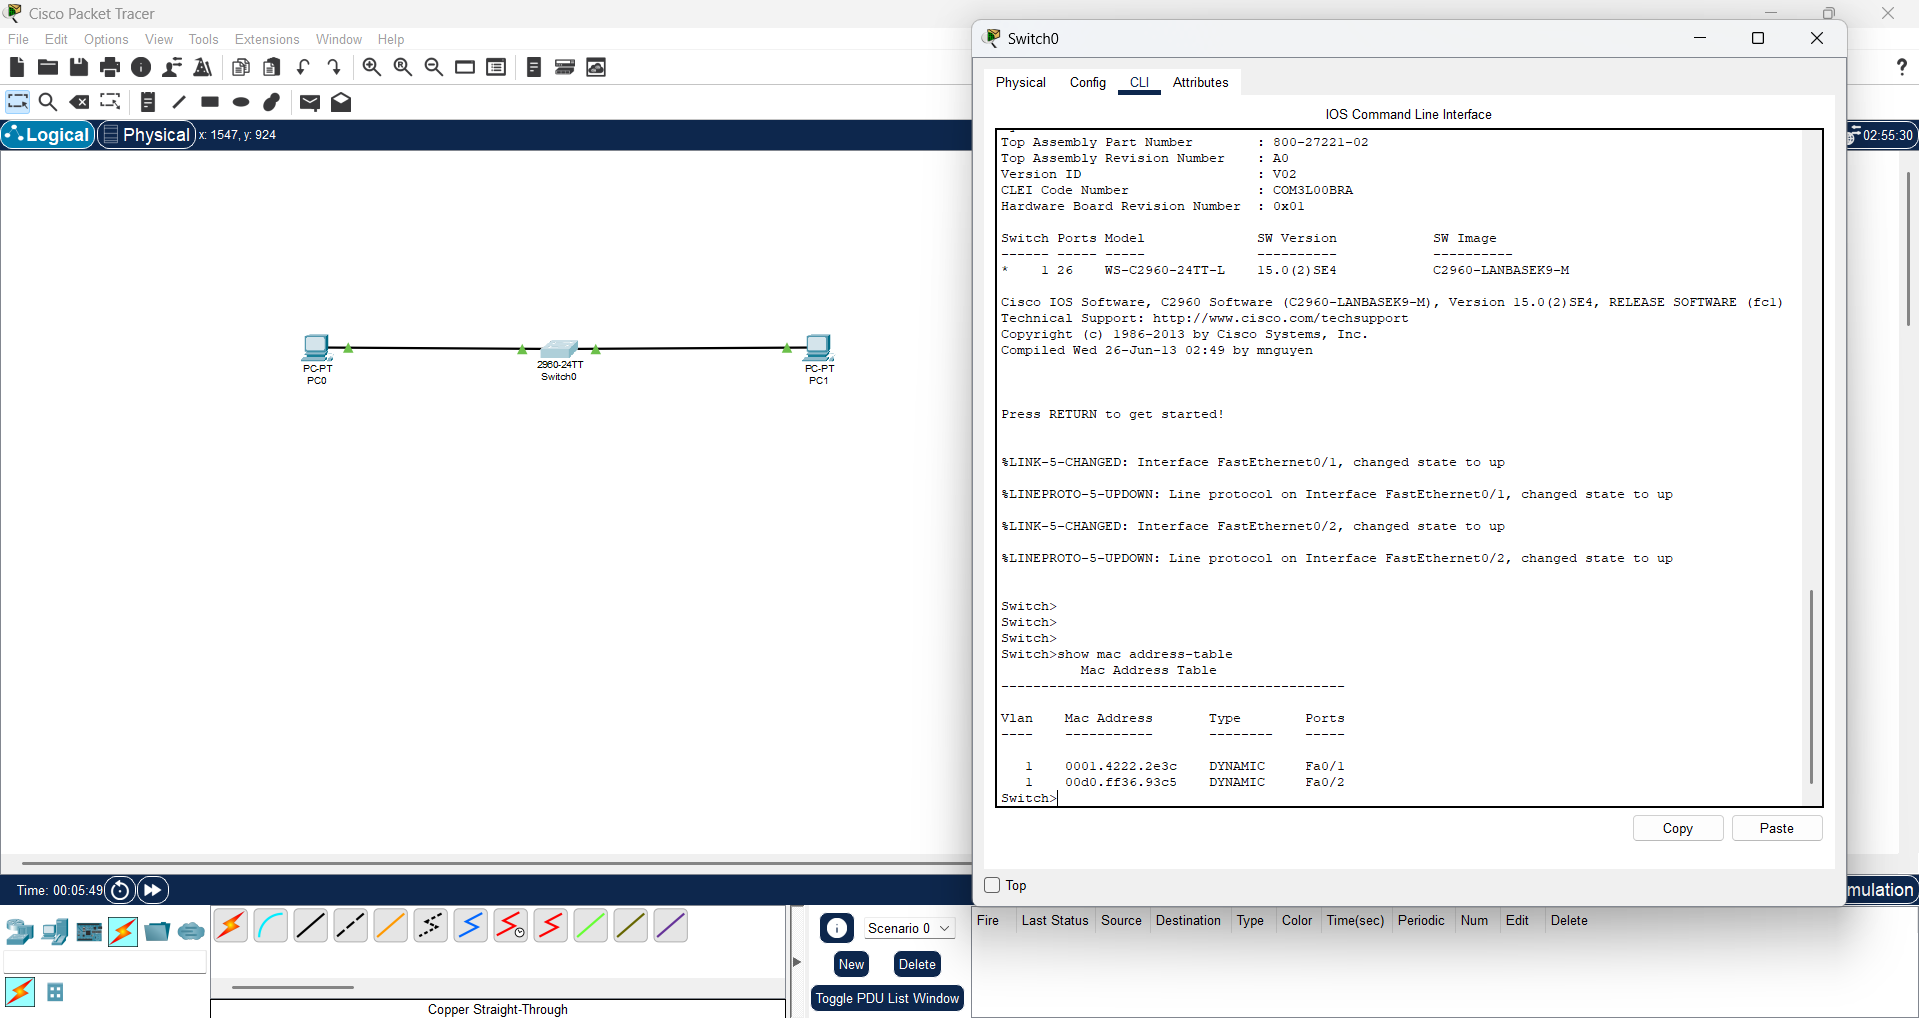 Cisco Packet Tracer
File Edit Options View Tools Extensions Window Help
?
Logical Physical x: 1547, y: 924
02:55:30
PC-PT
PC0
2960-24TT
Switch0
PC-PT
PC1
Switch0
Physical Config CLI Attributes
IOS Command Line Interface
Top Assembly Part Number : 800-27221-02
Top Assembly Revision Number : A0
Version ID : V02
CLEI Code Number : COM3L00BRA
Hardware Board Revision Number : 0x01
Switch Ports Model SW Version SW Image
------ ----- ----- ---------- ----------
* 1 26 WS-C2960-24TT-L 15.0(2)SE4 C2960-LANBASEK9-M
Cisco IOS Software, C2960 Software (C2960-LANBASEK9-M), Version 15.0(2)SE4, RELEASE SOFTWARE (fc1)
Technical Support: http://www.cisco.com/techsupport
Copyright (c) 1986-2013 by Cisco Systems, Inc.
Compiled Wed 26-Jun-13 02:49 by mnguyen
Press RETURN to get started!
%LINK-5-CHANGED: Interface FastEthernet0/1, changed state to up
%LINEPROTO-5-UPDOWN: Line protocol on Interface FastEthernet0/1, changed state to up
%LINK-5-CHANGED: Interface FastEthernet0/2, changed state to up
%LINEPROTO-5-UPDOWN: Line protocol on Interface FastEthernet0/2, changed state to up
Switch>
Switch>
Switch>
Switch>show mac address-table
Mac Address Table
-------------------------------------------
Vlan Mac Address Type Ports
---- ----------- -------- -----
1 0001.4222.2e3c DYNAMIC Fa0/1
1 00d0.ff36.93c5 DYNAMIC Fa0/2
Switch>
Copy Paste
Top
Time: 00:05:49
mulation
Scenario 0
New Delete
Toggle PDU List Window
Fire Last Status Source Destination Type Color Time(sec) Periodic Num Edit Delete
Copper Straight-Through